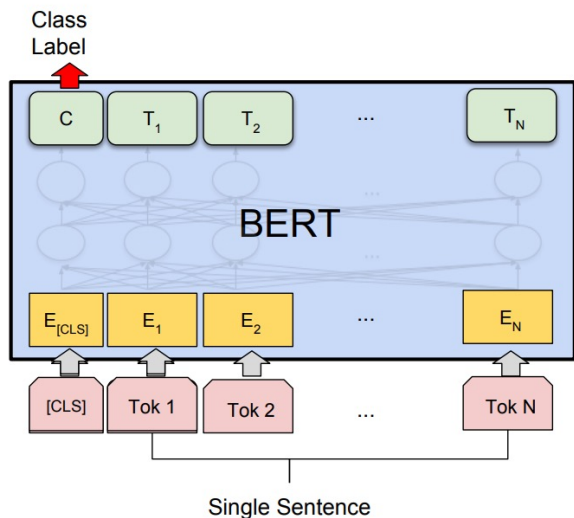 Class
Label
C T1 T2 ... TN
...
BERT
...
E[CLS] E1 E2 ... EN
[CLS] Tok 1 Tok 2 ... Tok N
Single Sentence